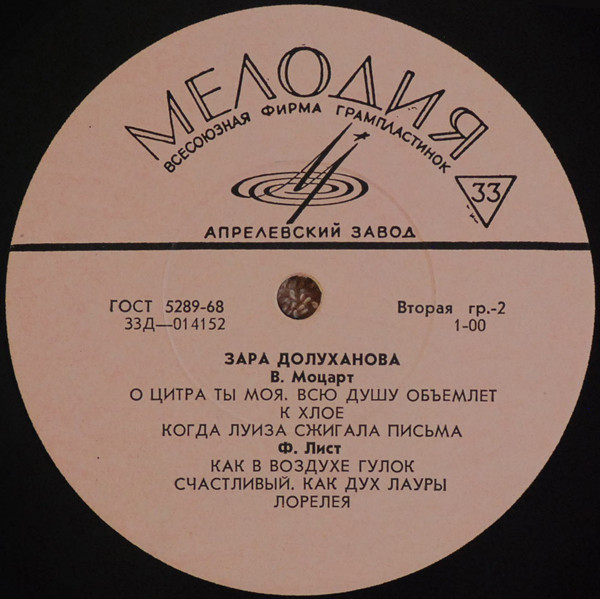 МЕЛОДИЯ
ВСЕСОЮЗНАЯ ФИРМА ГРАМПЛАСТИНОК
33
АПРЕЛЕВСКИЙ ЗАВОД
ГОСТ 5289-68 Вторая гр.-2
33Д—014152 1-00
ЗАРА ДОЛУХАНОВА
В. Моцарт
О ЦИТРА ТЫ МОЯ. ВСЮ ДУШУ ОБЪЕМЛЕТ
К ХЛОЕ
КОГДА ЛУИЗА СЖИГАЛА ПИСЬМА
Ф. Лист
КАК В ВОЗДУХЕ ГУЛОК
СЧАСТЛИВЫЙ, КАК ДУХ ЛАУРЫ
ЛОРЕЛЕЯ